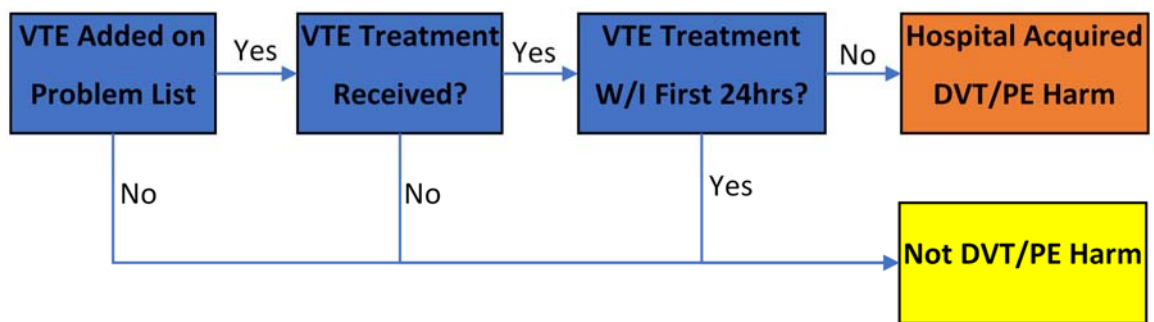 VTE Added on
Problem List
Yes
VTE Treatment
Received?
Yes
VTE Treatment
W/I First 24hrs?
No
Hospital Acquired
DVT/PE Harm
No
No
Yes
Not DVT/PE Harm